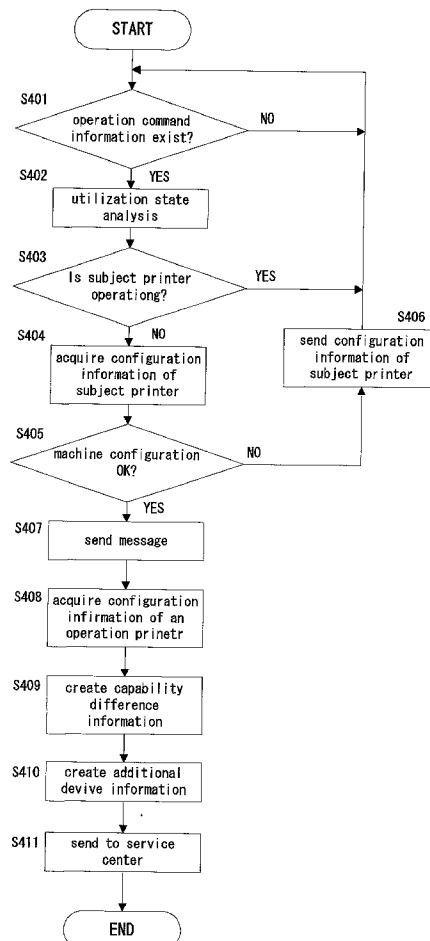 START
S401
operation command
information exist?
NO
YES
S402
utilization state
analysis
S403
Is subject printer
operationg?
YES
NO
S404
acquire configuration
information of
subject printer
S406
send configuration
information of
subject printer
S405
machine configuration
OK?
NO
YES
S407
send message
S408
acquire configuration
infirmation of an
operation prinetr
S409
create capability
difference
information
S410
create additional
devive information
S411
send to service
center
END